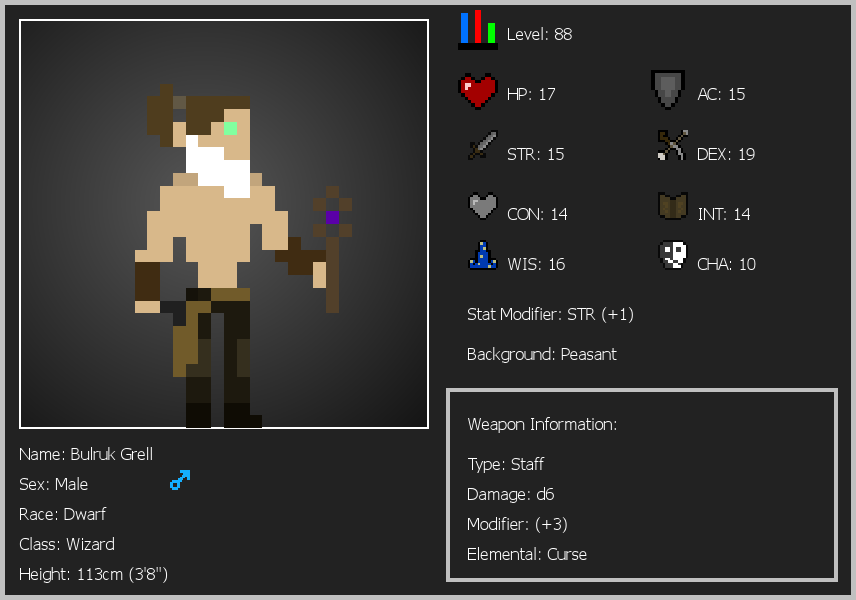 Level: 88
HP: 17
AC: 15
STR: 15
DEX: 19
CON: 14
INT: 14
WIS: 16
CHA: 10
Stat Modifier: STR (+1)
Background: Peasant
Weapon Information:
Type: Staff
Damage: d6
Modifier: (+3)
Elemental: Curse
Name: Bulruk Grell
Sex: Male
Race: Dwarf
Class: Wizard
Height: 113cm (3'8")